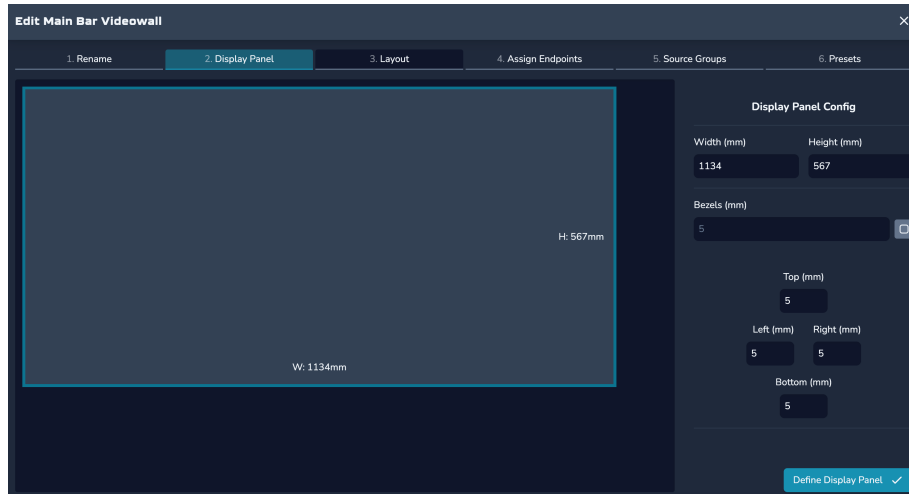 Edit Main Bar Videowall
1. Rename
2. Display Panel
3. Layout
4. Assign Endpoints
5. Source Groups
6. Presets
H: 567mm
W: 1134mm
Display Panel Config
Width (mm)
Height (mm)
1134
567
Bezels (mm)
5
Top (mm)
5
Left (mm)
Right (mm)
5
5
Bottom (mm)
5
Define Display Panel